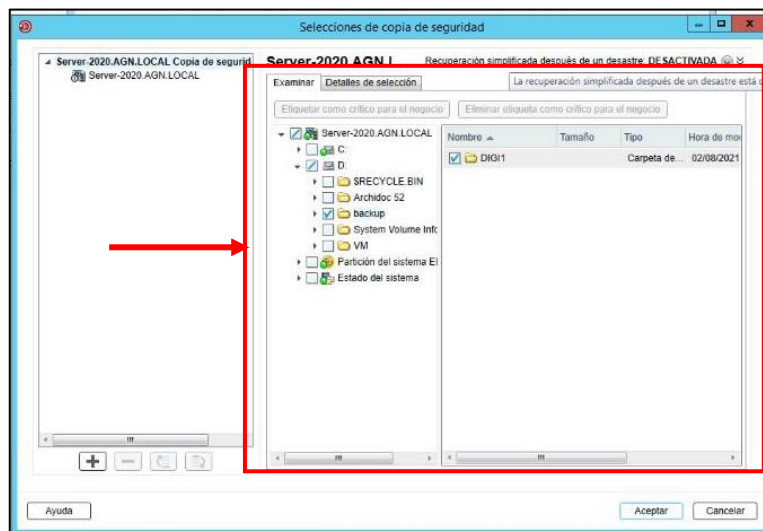 Selecciones de copia de seguridad
Server-2020.AGN.LOCAL Copia de segurid
Server-2020.AGN.LOCAL
Server-2020.AGN.L
Recuperación simplificada después de un desastre: DESACTIVADA
Examinar
Detalles de selección
La recuperación simplificada después de un desastre está d
Etiquetar como crítico para el negocio
Eliminar etiqueta como crítico para el negocio
Server-2020.AGN.LOCAL
C:
D:
$RECYCLE.BIN
Archidoc 52
backup
System Volume Info
VM
Partición del sistema EI
Estado del sistema
Nombre
Tamaño
Tipo
Hora de mo
DIGI1
Carpeta de...
02/08/2021
Ayuda
Aceptar
Cancelar